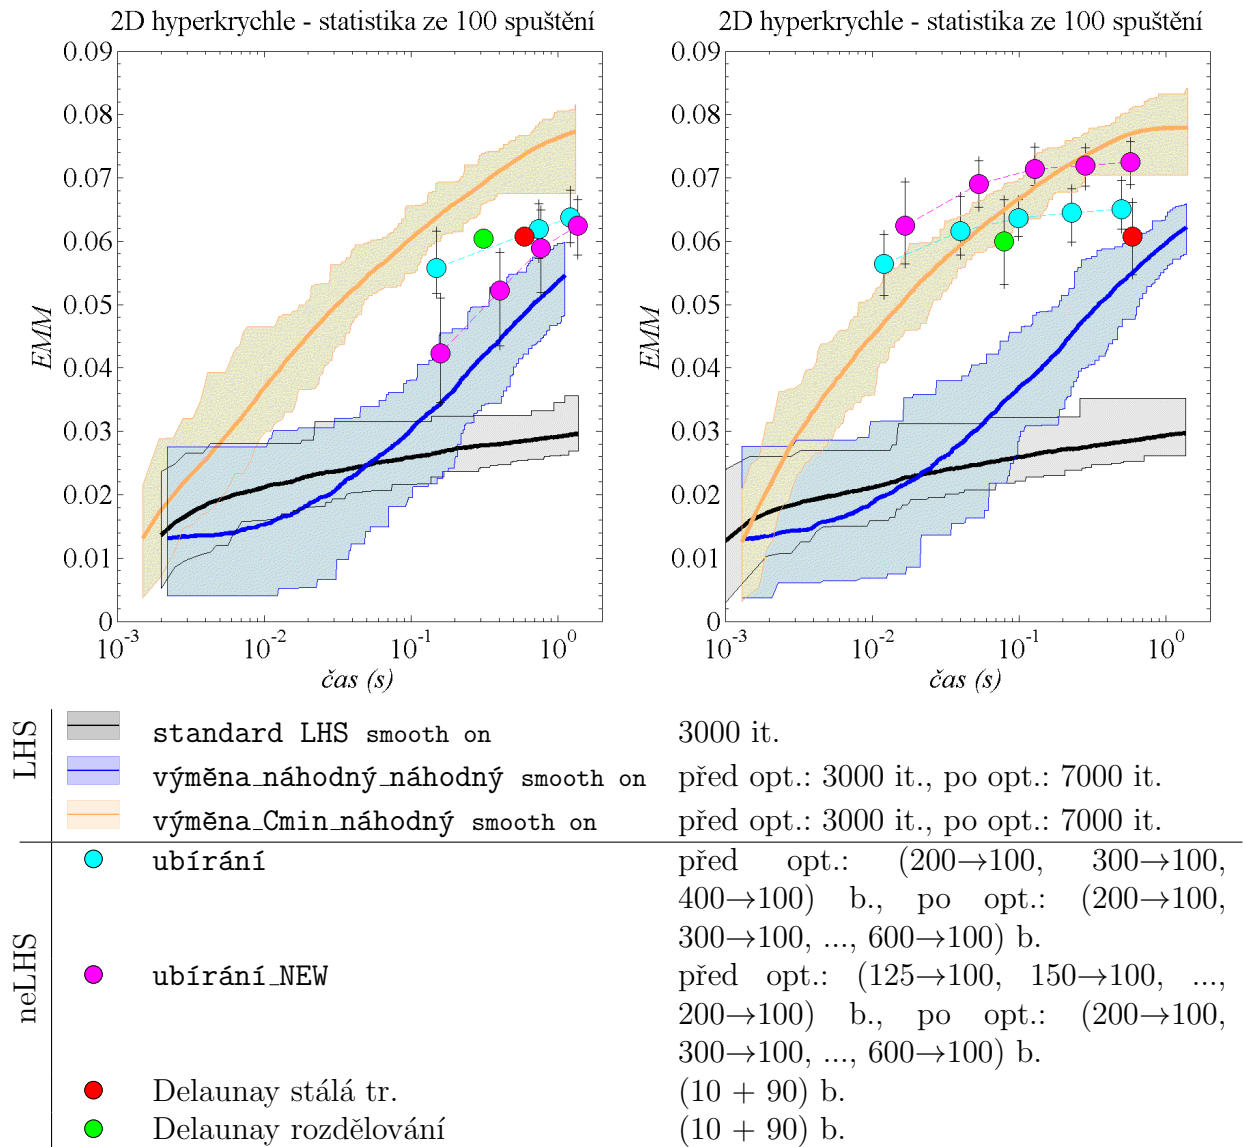 2D hyperkrychle - statistika ze 100 spuštění
0.09
0.08
0.07
0.06
0.05
0.04
0.03
0.02
0.01
0
EMM
10⁻³
10⁻²
10⁻¹
10⁰
čas (s)
2D hyperkrychle - statistika ze 100 spuštění
0.09
0.08
0.07
0.06
0.05
0.04
0.03
0.02
0.01
0
EMM
10⁻³
10⁻²
10⁻¹
10⁰
čas (s)
LHS
standard LHS smooth on 3000 it.
výměna_náhodný_náhodný smooth on před opt.: 3000 it., po opt.: 7000 it.
výměna_Cmin_náhodný smooth on před opt.: 3000 it., po opt.: 7000 it.
neLHS
ubírání před opt.: (200→100, 300→100,
400→100) b., po opt.: (200→100,
300→100, ..., 600→100) b.
ubírání_NEW před opt.: (125→100, 150→100, ...,
200→100) b., po opt.: (200→100,
300→100, ..., 600→100) b.
Delaunay stálá tr. (10 + 90) b.
Delaunay rozdělování (10 + 90) b.